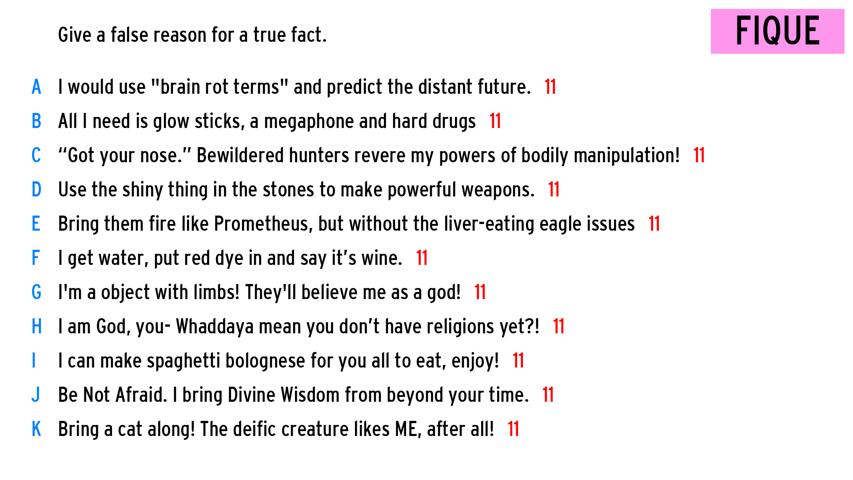 FIQUE
Give a false reason for a true fact.
A I would use "brain rot terms" and predict the distant future. 11
B All I need is glow sticks, a megaphone and hard drugs 11
C “Got your nose.” Bewildered hunters revere my powers of bodily manipulation! 11
D Use the shiny thing in the stones to make powerful weapons. 11
E Bring them fire like Prometheus, but without the liver-eating eagle issues 11
F I get water, put red dye in and say it’s wine. 11
G I'm a object with limbs! They'll believe me as a god! 11
H I am God, you- Whaddaya mean you don’t have religions yet?! 11
I I can make spaghetti bolognese for you all to eat, enjoy! 11
J Be Not Afraid. I bring Divine Wisdom from beyond your time. 11
K Bring a cat along! The deific creature likes ME, after all! 11